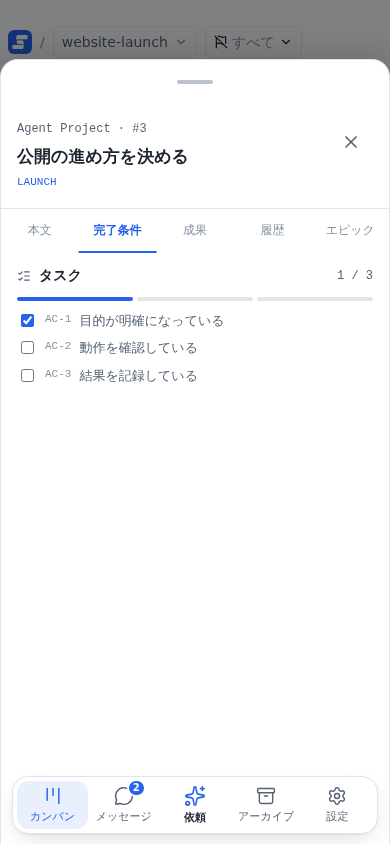 / website-launch すべて
Agent Project · #3
公開の進め方を決める
LAUNCH
本文 完了条件 成果 履歴 エピック
タスク 1 / 3
AC-1 目的が明確になっている
AC-2 動作を確認している
AC-3 結果を記録している
2
カンバン メッセージ 依頼 アーカイブ 設定